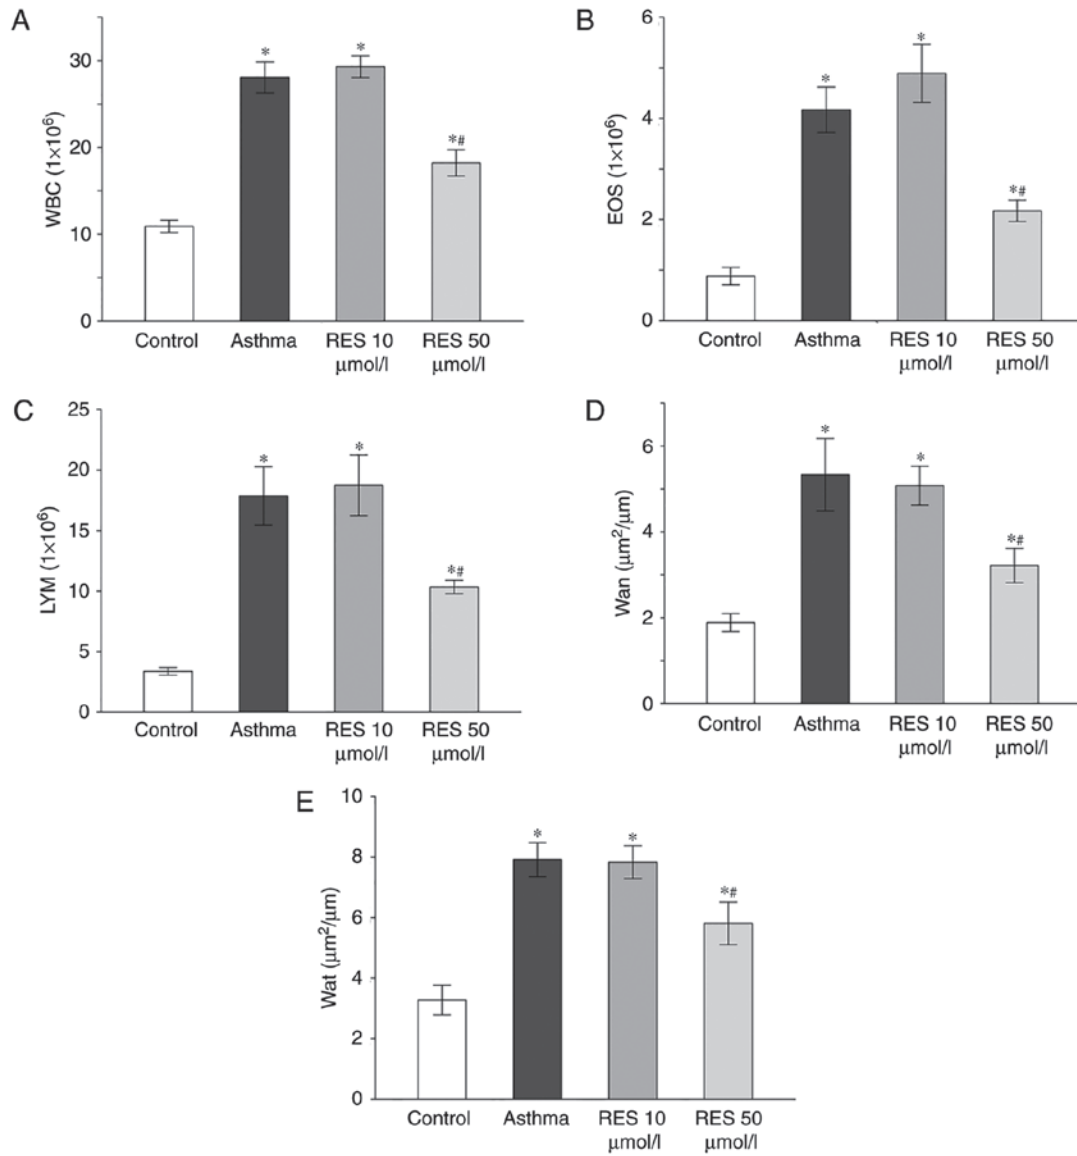 A
WBC (1×10⁶)
30
20
10
0
*
*
*#
Control
Asthma
RES 10
μmol/l
RES 50
μmol/l
B
EOS (1×10⁶)
6
4
2
0
*
*
*#
Control
Asthma
RES 10
μmol/l
RES 50
μmol/l
C
LYM (1×10⁶)
25
20
15
10
5
0
*
*
*#
Control
Asthma
RES 10
μmol/l
RES 50
μmol/l
D
Wan (μm²/μm)
6
4
2
0
*
*
*#
Control
Asthma
RES 10
μmol/l
RES 50
μmol/l
E
Wat (μm²/μm)
10
8
6
4
2
0
*
*
*#
Control
Asthma
RES 10
μmol/l
RES 50
μmol/l